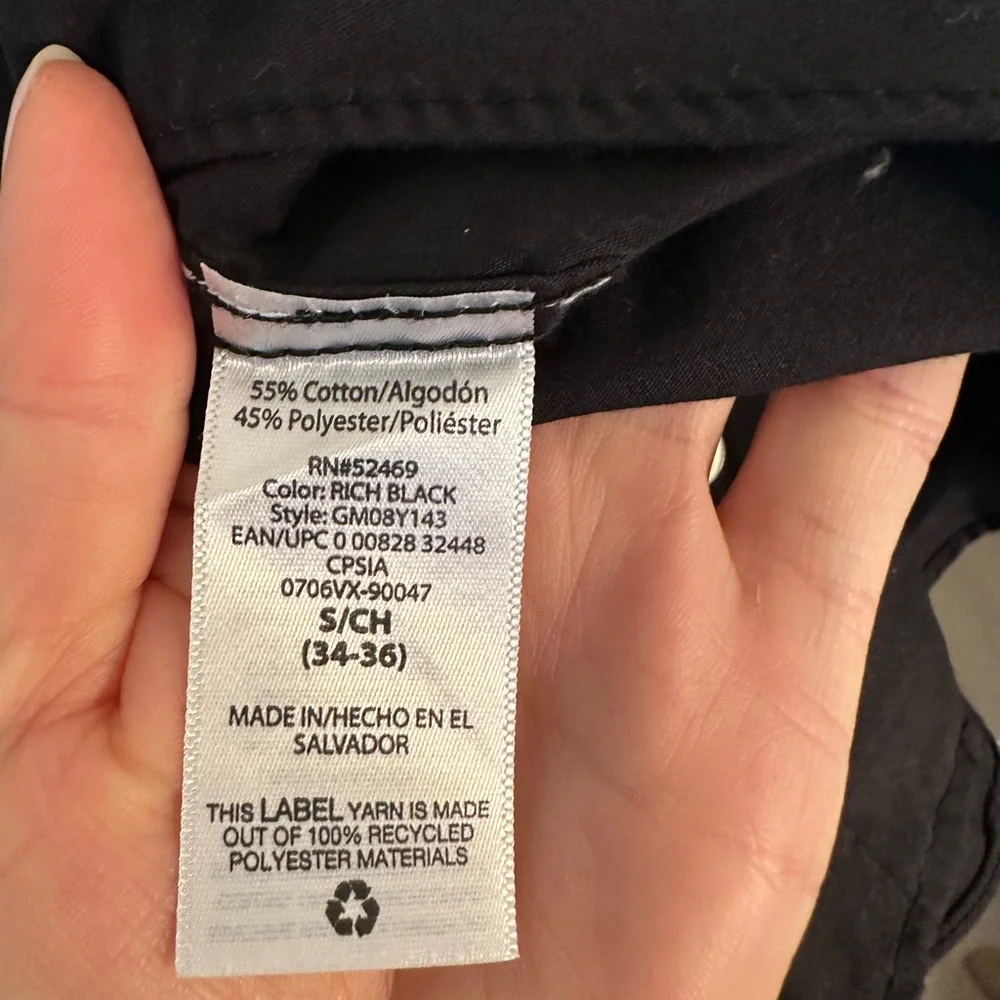 55% Cotton/Algodón
45% Polyester/Poliéster
RN#52469
Color: RICH BLACK
Style: GM08Y143
EAN/UPC 0 00828 32448
CPSIA
0706VX-90047
S/CH
(34-36)
MADE IN/HECHO EN EL
SALVADOR
THIS LABEL YARN IS MADE
OUT OF 100% RECYCLED
POLYESTER MATERIALS